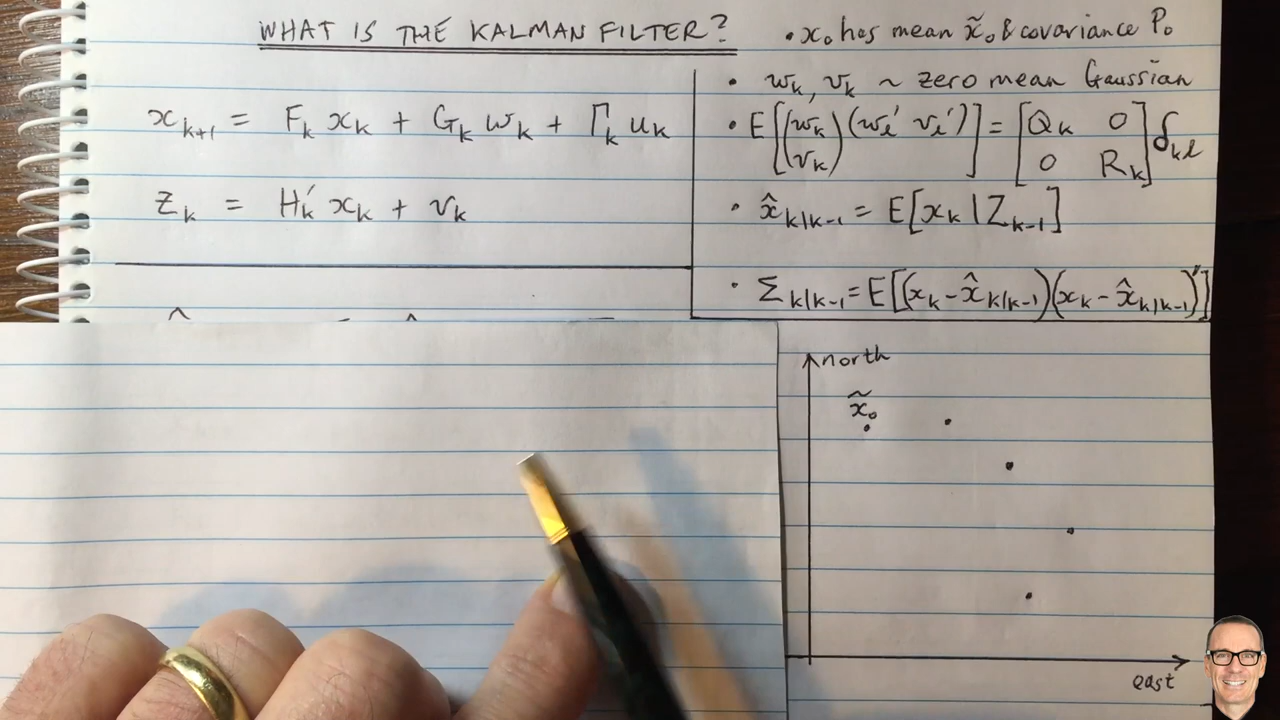 WHAT IS THE KALMAN FILTER?
• x₀ has mean x̃₀ & covariance P₀
x_{k+1} = F_k x_k + G_k w_k + Γ_k u_k
z_k = H_k' x_k + v_k
• w_k, v_k ~ zero mean Gaussian
• E[(w_k v_k)(w_l' v_l')] = [Q_k 0
0 R_k] δ_{kl}
• x̂_{k|k-1} = E[x_k | Z_{k-1}]
• Σ_{k|k-1} = E[(x_k - x̂_{k|k-1})(x_k - x̂_{k|k-1})']
north
x̃₀
east